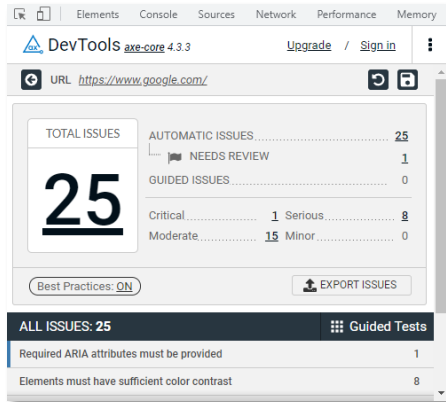 Elements Console Sources Network Performance Memory
ax DevTools axe-core 4.3.3 Upgrade / Sign in
URL https://www.google.com/
TOTAL ISSUES
25
AUTOMATIC ISSUES 25
NEEDS REVIEW 1
GUIDED ISSUES 0
Critical 1 Serious 8
Moderate 15 Minor 0
Best Practices: ON
EXPORT ISSUES
ALL ISSUES: 25 Guided Tests
Required ARIA attributes must be provided 1
Elements must have sufficient color contrast 8